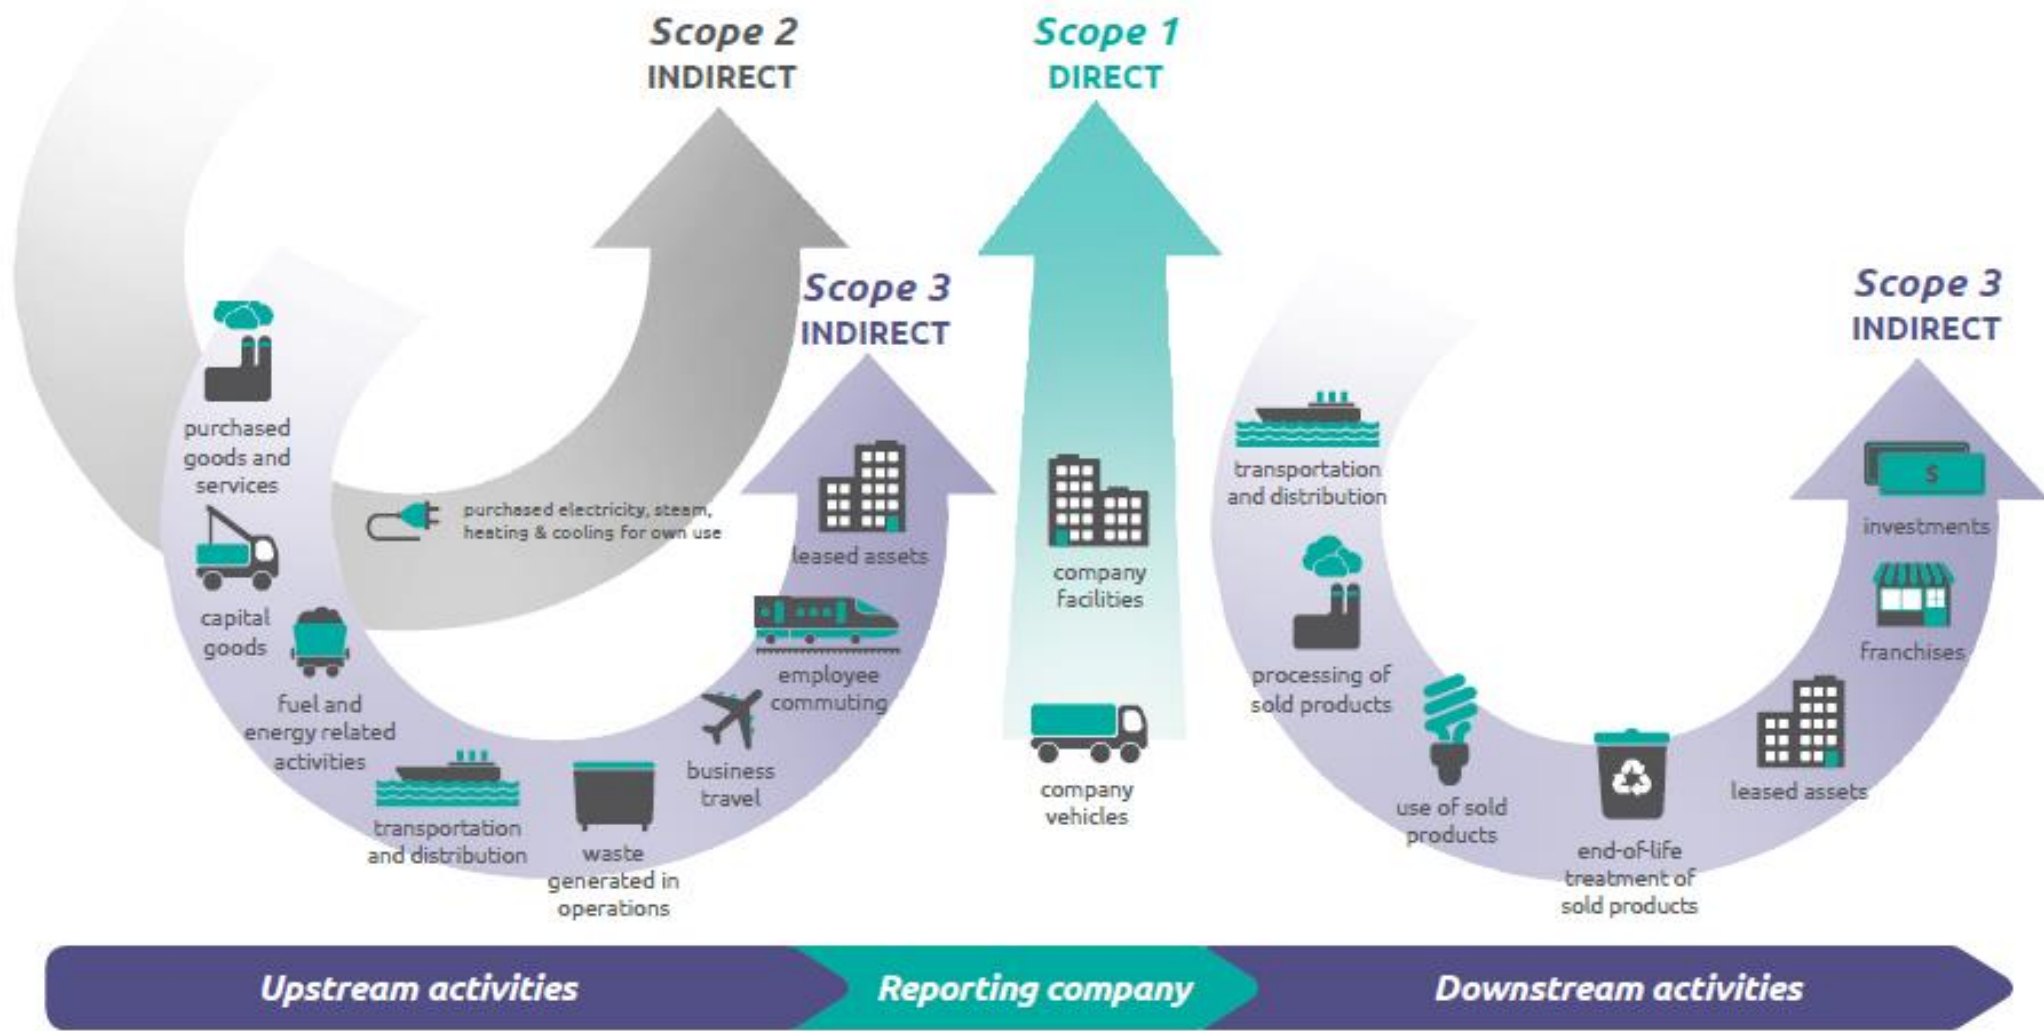 Scope 2
INDIRECT
Scope 1
DIRECT
Scope 3
INDIRECT
Scope 3
INDIRECT
purchased
goods and
services
capital
goods
fuel and
energy related
activities
transportation
and distribution
waste
generated in
operations
business
travel
employee
commuting
leased assets
purchased electricity, steam,
heating & cooling for own use
company
facilities
company
vehicles
transportation
and distribution
processing of
sold products
use of sold
products
end-of-life
treatment of
sold products
leased assets
franchises
$
investments
Upstream activities
Reporting company
Downstream activities